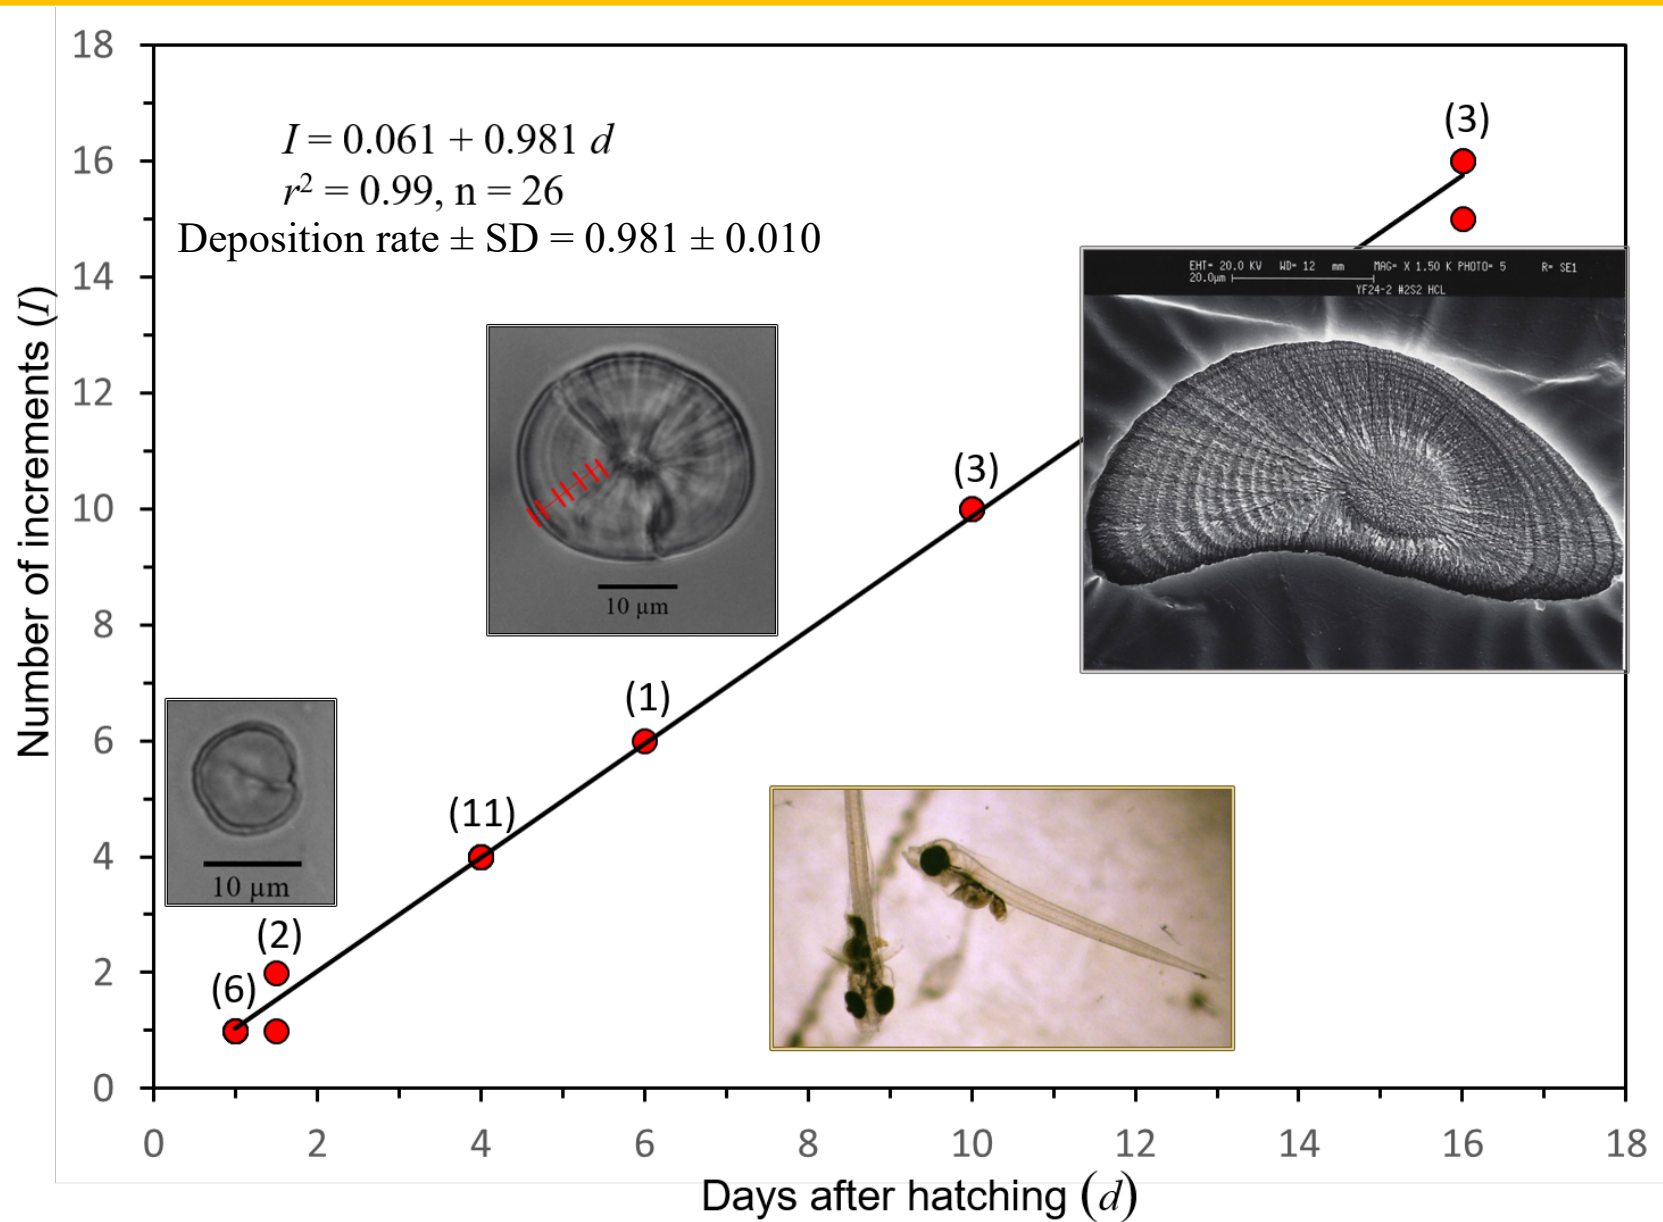 18
16
14
12
10
8
6
4
2
0
Number of increments (I)
I = 0.061 + 0.981 d
r² = 0.99, n = 26
Deposition rate ± SD = 0.981 ± 0.010
(3)
EHT= 20.0 KV WD= 12 mm MAG= X 1.50 K PHOTO= 5 R= SE1
20.0µm
YF24-2 #2S2 HCL
10 µm
(3)
(1)
(11)
10 µm
(2)
(6)
0 2 4 6 8 10 12 14 16 18
Days after hatching (d)